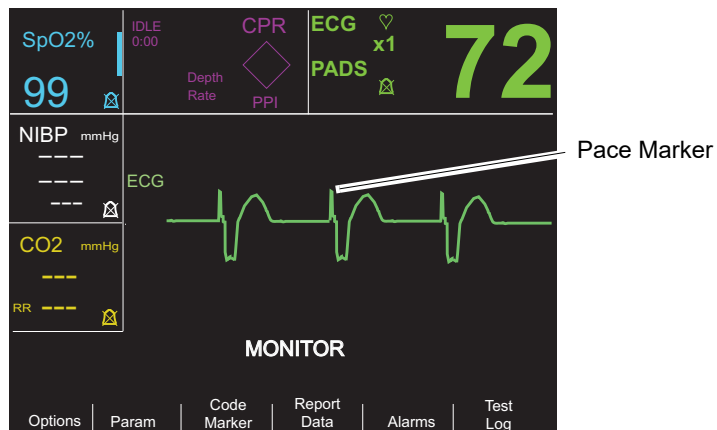 SpO2%
99
IDLE
0:00
CPR
Depth
Rate
PPI
ECG
x1
PADS
72
NIBP mmHg
---
---
---
ECG
Pace Marker
CO2 mmHg
---
RR ---
MONITOR
Options
Param
Code
Marker
Report
Data
Alarms
Test
Log